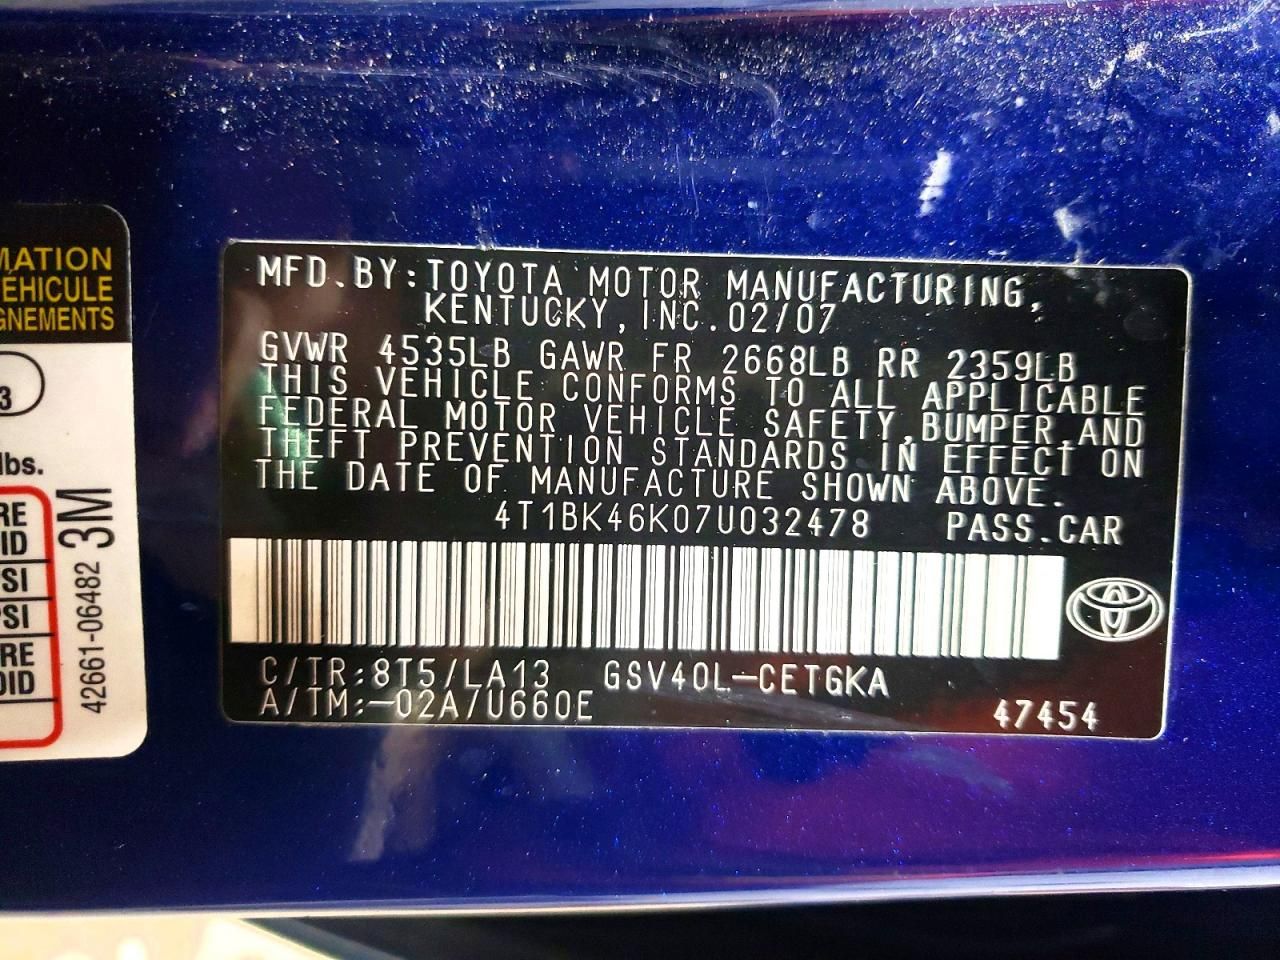 MATION
ÉHICULE
GNEMENTS
3
lbs.
RE
ID
SI
PSI
RE
OID
42661-06482 3M
MFD.BY:TOYOTA MOTOR MANUFACTURING,
KENTUCKY,INC.02/07
GVWR 4535LB GAWR FR 2668LB RR 2359LB
THIS VEHICLE CONFORMS TO ALL APPLICABLE
FEDERAL MOTOR VEHICLE SAFETY,BUMPER,AND
THEFT PREVENTION STANDARDS IN EFFECT ON
THE DATE OF MANUFACTURE SHOWN ABOVE.
4T1BK46K07U032478 PASS.CAR
C/TR:8T5/LA13 GSV40L-CETGKA
A/TM:-02A/U660E
47454